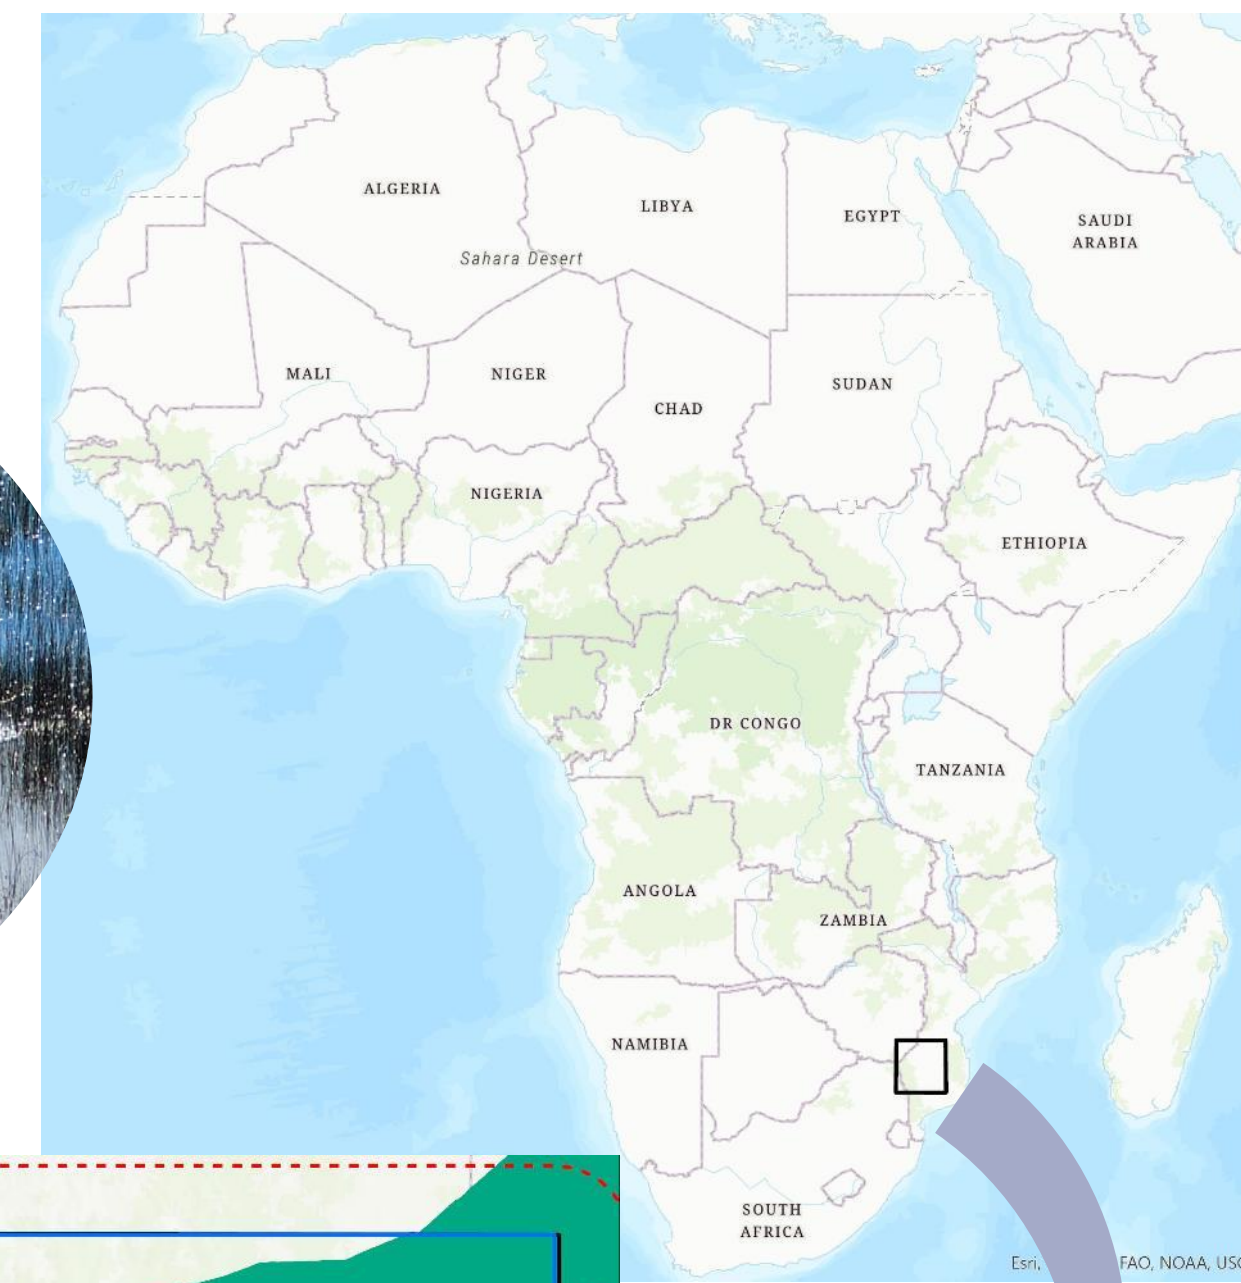 ALGERIA
LIBYA
EGYPT
SAUDI
ARABIA
Sahara Desert
MALI
NIGER
CHAD
SUDAN
NIGERIA
ETHIOPIA
DR CONGO
TANZANIA
ANGOLA
ZAMBIA
NAMIBIA
SOUTH
AFRICA
Esri, FAO, NOAA,